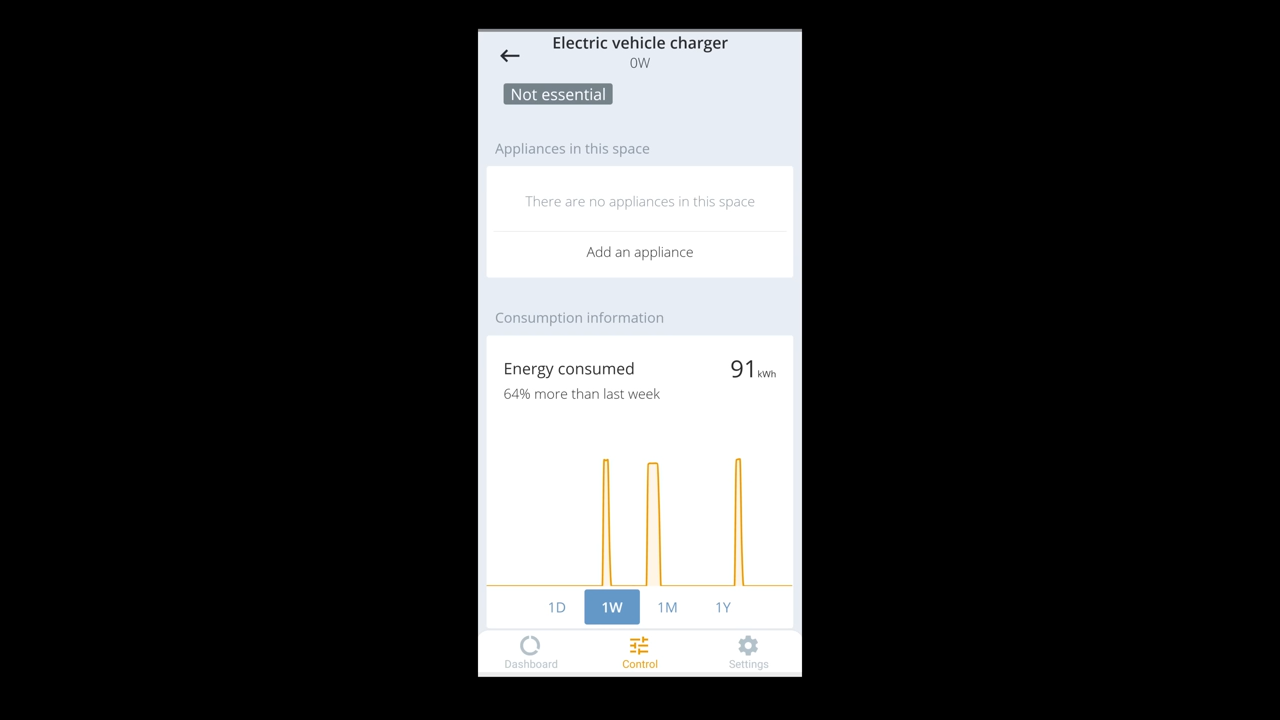 Electric vehicle charger
0W
Not essential
Appliances in this space
There are no appliances in this space
Add an appliance
Consumption information
Energy consumed 91 kWh
64% more than last week
1D 1W 1M 1Y
Dashboard Control Settings